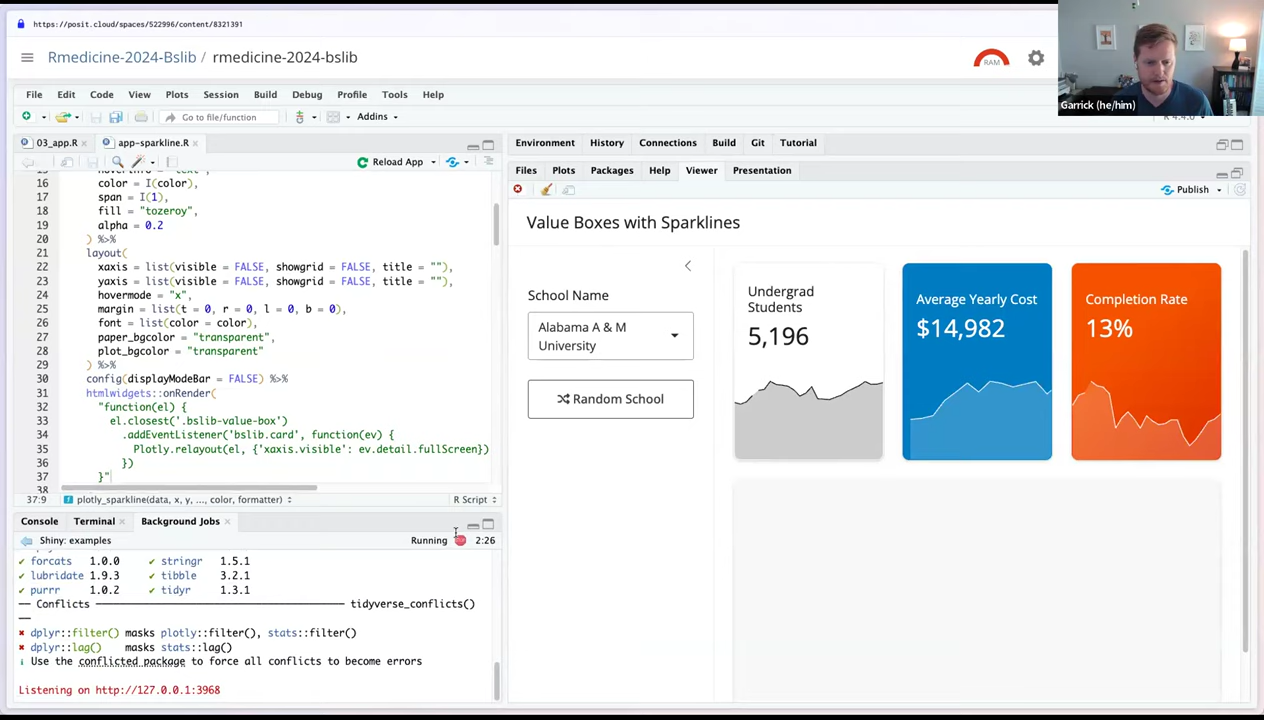 https://posit.cloud/spaces/522996/content/8321391
Rmedicine-2024-Bslib / rmedicine-2024-bslib
RAM
Garrick (he/him)
File Edit Code View Plots Session Build Debug Profile Tools Help
Go to file/function
Addins
03_app.R
app-sparkline.R
Reload App
16 color = I(color),
17 span = I(1),
18 fill = "tozeroy",
19 alpha = 0.2
20 ) %>%
21 layout(
22 xaxis = list(visible = FALSE, showgrid = FALSE, title = ""),
23 yaxis = list(visible = FALSE, showgrid = FALSE, title = ""),
24 hovermode = "x",
25 margin = list(t = 0, r = 0, l = 0, b = 0),
26 font = list(color = color),
27 paper_bgcolor = "transparent",
28 plot_bgcolor = "transparent"
29 ) %>%
30 config(displayModeBar = FALSE) %>%
31 htmlwidgets::onRender(
32 "function(el) {
33 el.closest('.bslib-value-box')
34 .addEventListener('bslib.card', function(ev) {
35 Plotly.relayout(el, {'xaxis.visible': ev.detail.fullScreen})
36 })
37 }"
38
37:9 plotly_sparkline(data, x, y, ..., color, formatter) R Script
Console Terminal Background Jobs
Shiny: examples Running 2:26
✔ forcats 1.0.0 ✔ stringr 1.5.1
✔ lubridate 1.9.3 ✔ tibble 3.2.1
✔ purrr 1.0.2 ✔ tidyr 1.3.1
── Conflicts ── tidyverse_conflicts()
──
✖ dplyr::filter() masks plotly::filter(), stats::filter()
✖ dplyr::lag() masks stats::lag()
ℹ Use the conflicted package to force all conflicts to become errors
Listening on http://127.0.0.1:3968
Environment History Connections Build Git Tutorial
Files Plots Packages Help Viewer Presentation
Publish
Value Boxes with Sparklines
School Name
Alabama A & M
University
Random School
Undergrad
Students
5,196
Average Yearly Cost
$14,982
Completion Rate
13%